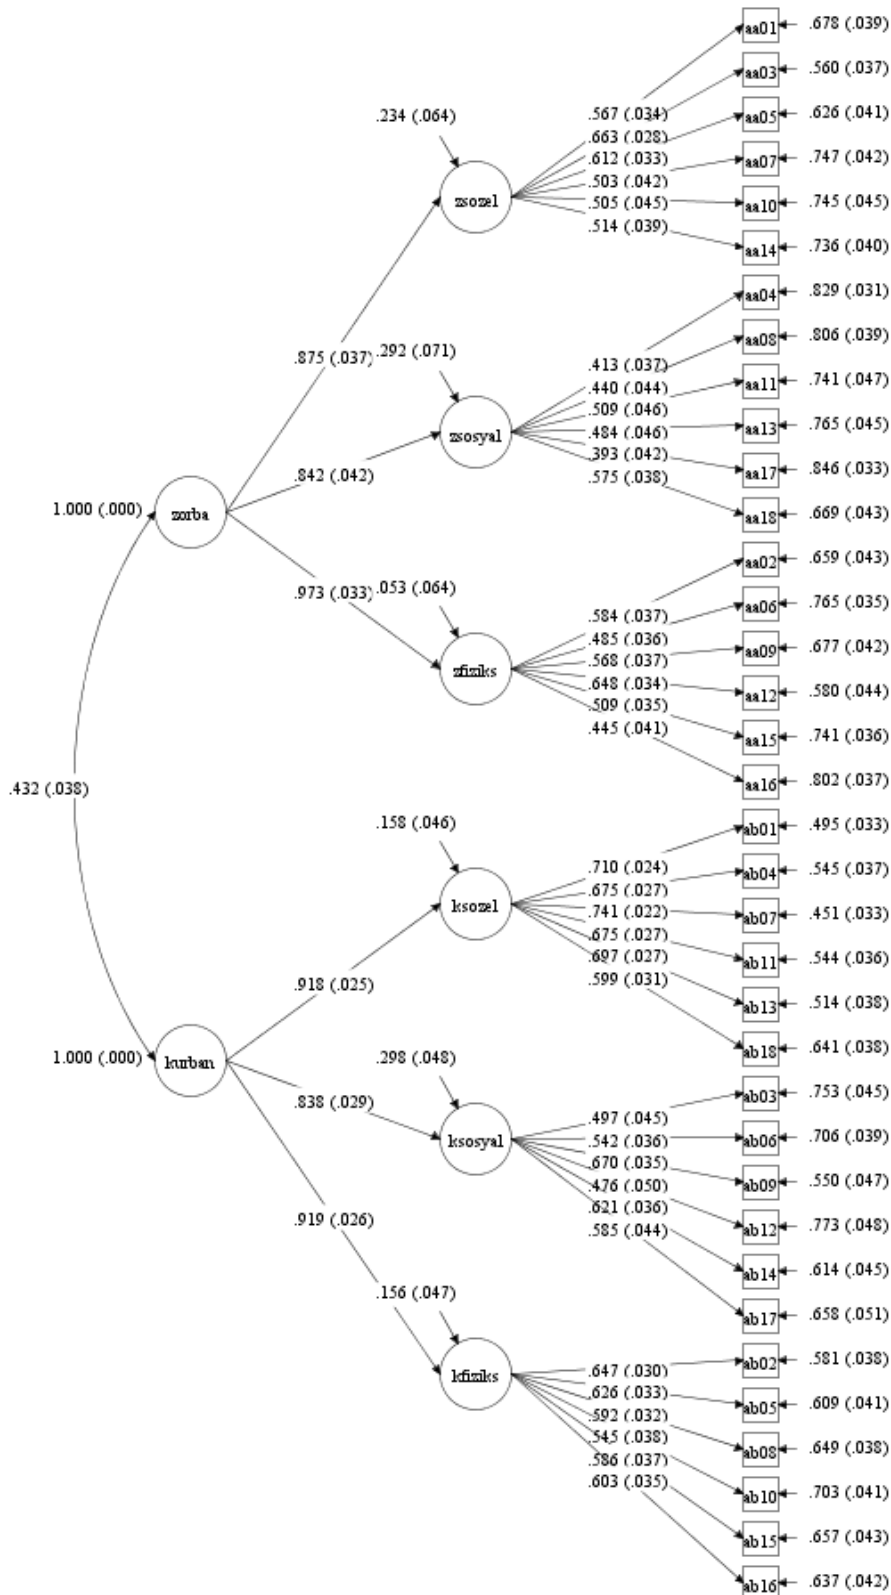 aa01 .678 (.039)
aa03 .560 (.037)
.567 (.034)
.234 (.064)
.663 (.028)
aa05 .626 (.041)
.612 (.033)
aa07 .747 (.042)
.503 (.042)
zsozel
.505 (.045)
aa10 .745 (.045)
.514 (.039)
aa14 .736 (.040)
aa04 .829 (.031)
aa08 .806 (.039)
.875 (.037)
.292 (.071)
.413 (.037)
.440 (.044)
aa11 .741 (.047)
.509 (.046)
zsosyal
.484 (.046)
aa13 .765 (.045)
.393 (.042)
.842 (.042)
.575 (.038)
aa17 .846 (.033)
1.000 (.000)
zorba
aa18 .669 (.043)
aa02 .659 (.043)
.973 (.033)
.053 (.064)
.584 (.037)
aa06 .765 (.035)
.485 (.036)
aa09 .677 (.042)
.568 (.037)
zfiziks
.648 (.034)
aa12 .580 (.044)
.509 (.035)
.445 (.041)
aa15 .741 (.036)
aa16 .802 (.037)
.432 (.038)
.158 (.046)
ab01 .495 (.033)
.710 (.024)
ab04 .545 (.037)
.675 (.027)
.741 (.022)
ksozel
ab07 .451 (.033)
.675 (.027)
.697 (.027)
ab11 .544 (.036)
.918 (.025)
.599 (.031)
ab13 .514 (.038)
ab18 .641 (.038)
1.000 (.000)
kurban
.298 (.048)
ab03 .753 (.045)
.838 (.029)
.497 (.045)
ab06 .706 (.039)
.542 (.036)
ksosyal
.670 (.035)
ab09 .550 (.047)
.476 (.050)
.621 (.036)
ab12 .773 (.048)
.919 (.026)
.585 (.044)
ab14 .614 (.045)
.156 (.047)
ab17 .658 (.051)
ab02 .581 (.038)
.647 (.030)
kfiziks
.626 (.033)
ab05 .609 (.041)
.592 (.032)
.545 (.038)
ab08 .649 (.038)
.586 (.037)
.603 (.035)
ab10 .703 (.041)
ab15 .657 (.043)
ab16 .637 (.042)